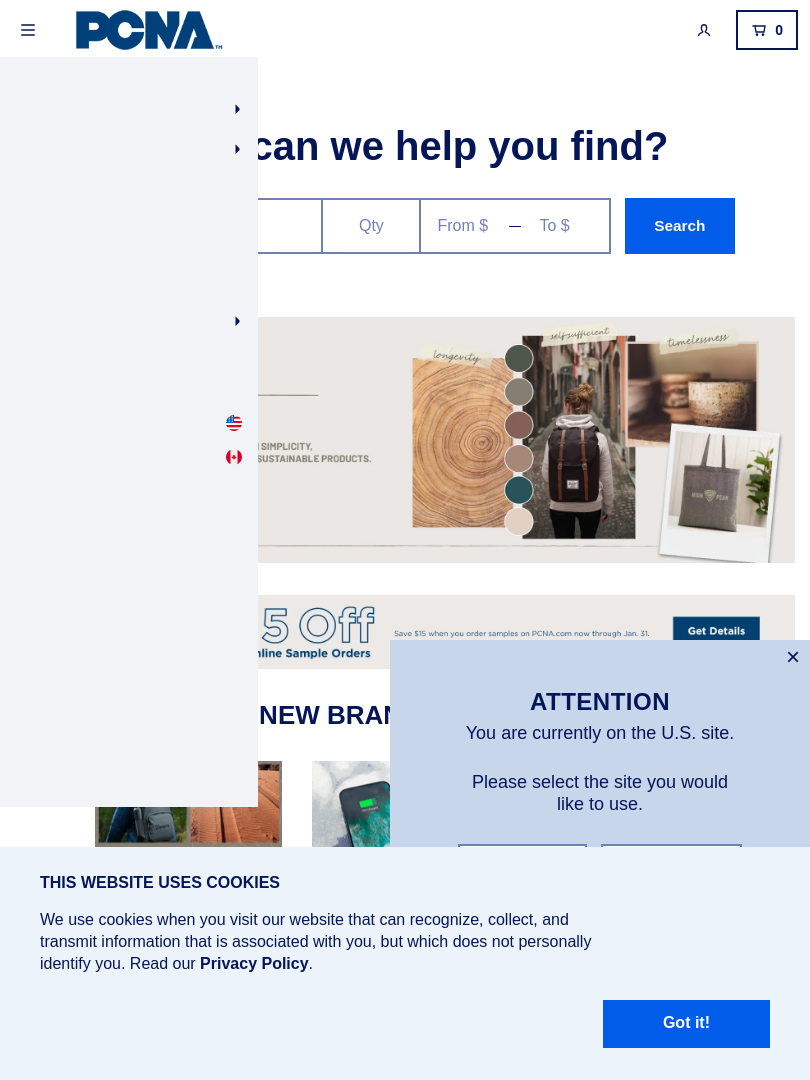 PCNA™
0
can we help you find?
Qty
From $ — To $
Search
longevity
self-sufficient
timelessness
SIMPLICITY,
SUSTAINABLE PRODUCTS.
HIGH PEAK
5 Off
nline Sample Orders
Save $15 when you order samples on PCNA.com now through Jan. 31.
Get Details
NEW BRAN
ATTENTION
You are currently on the U.S. site.
Please select the site you would
like to use.
THIS WEBSITE USES COOKIES
We use cookies when you visit our website that can recognize, collect, and
transmit information that is associated with you, but which does not personally
identify you. Read our Privacy Policy.
Got it!